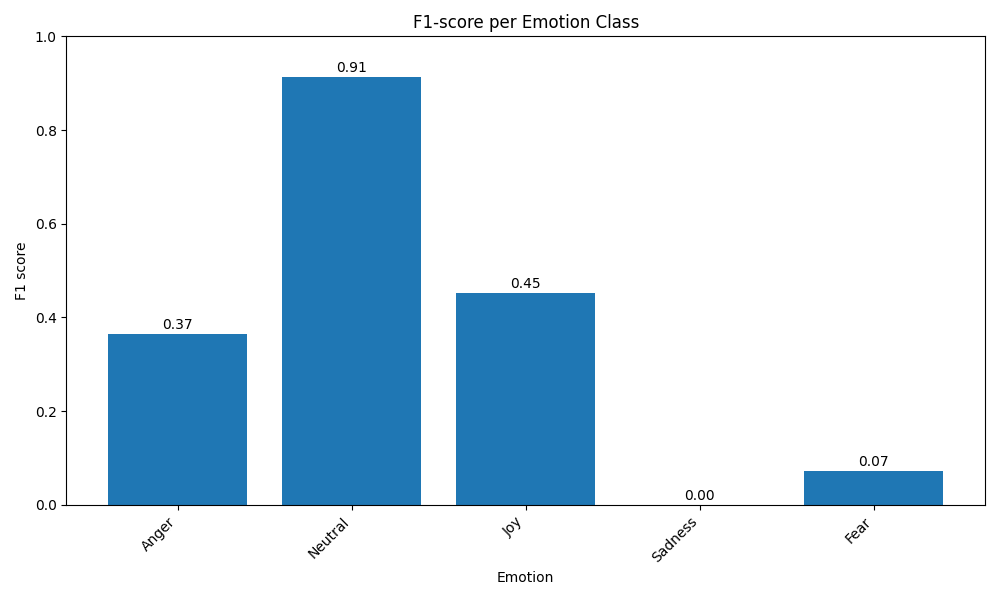 F1-score per Emotion Class
F1 score
1.0
0.8
0.6
0.4
0.2
0.0
0.37
0.91
0.45
0.00
0.07
Anger
Neutral
Joy
Sadness
Fear
Emotion